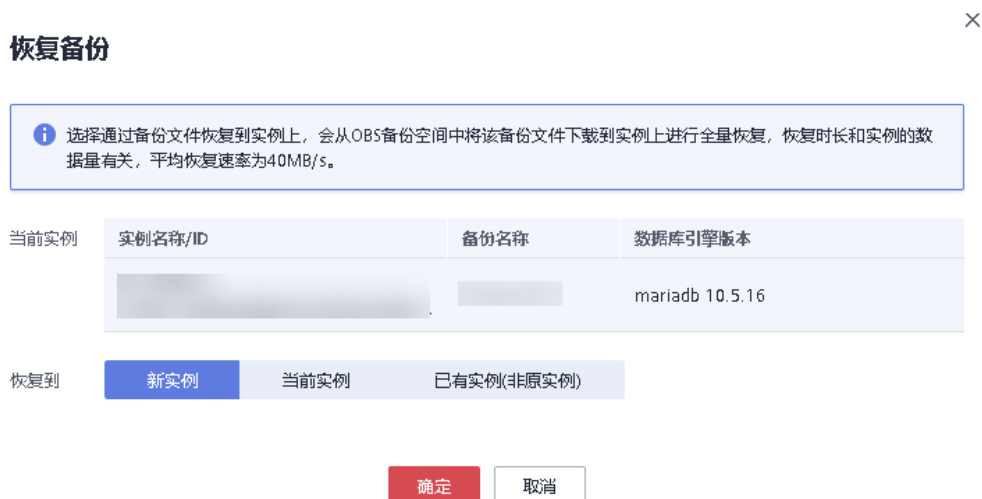 恢复备份
选择通过备份文件恢复到实例上，会从OBS备份空间中将该备份文件下载到实例上进行全量恢复，恢复时长和实例的数
据量有关，平均恢复速率为40MB/s。
当前实例 实例名称/ID 备份名称 数据库引擎版本
mariadb 10.5.16
恢复到 新实例 当前实例 已有实例(非原实例)
确定 取消